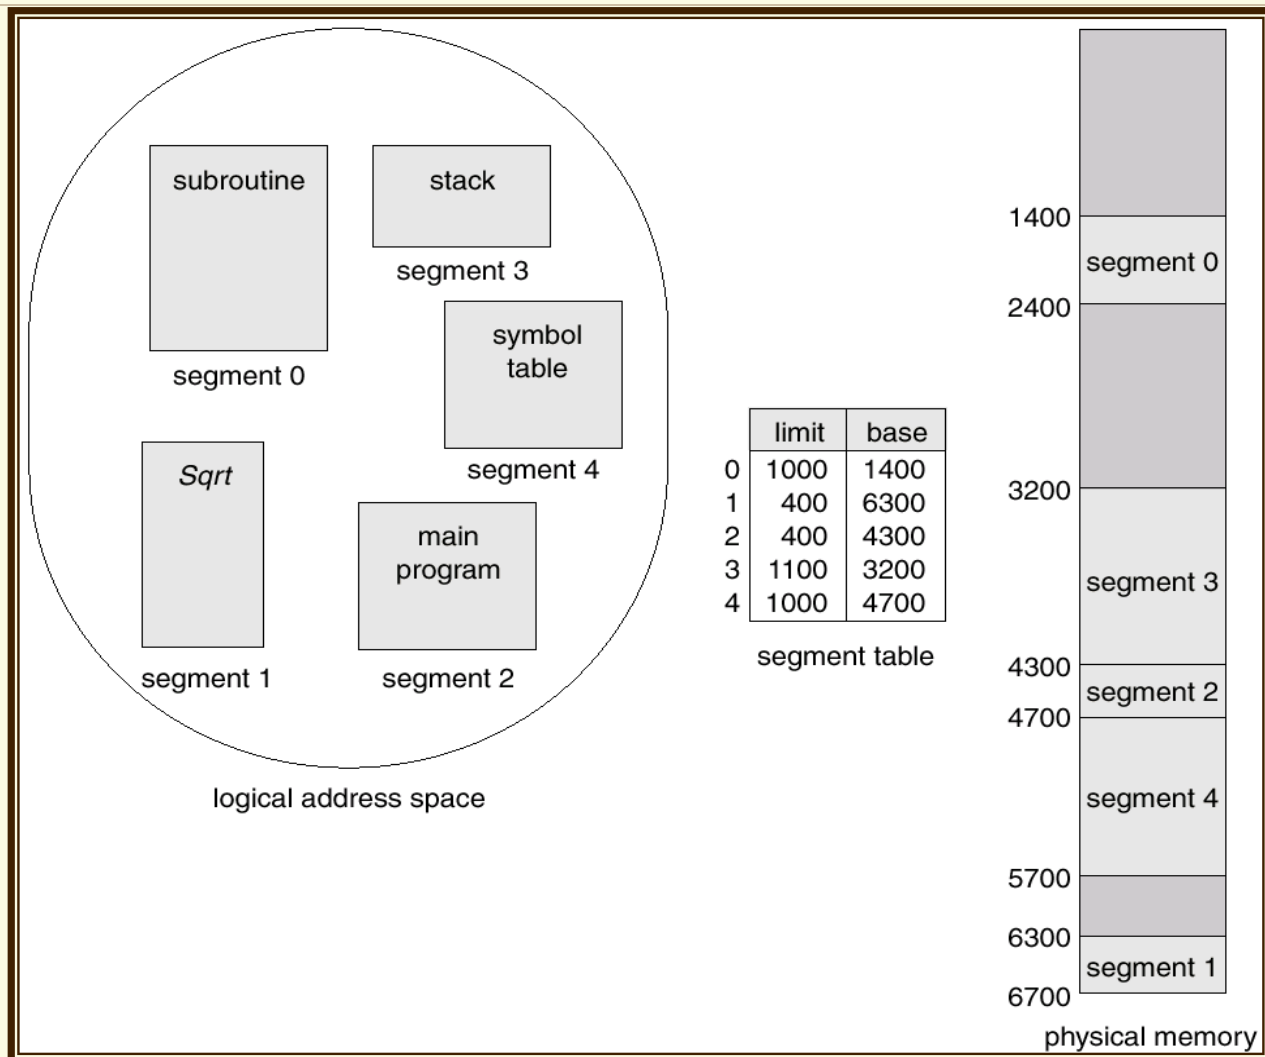 subroutine
segment 0
stack
segment 3
symbol
table
segment 4
Sqrt
segment 1
main
program
segment 2
logical address space
limit base
0 1000 1400
1 400 6300
2 400 4300
3 1100 3200
4 1000 4700
segment table
1400
segment 0
2400
3200
segment 3
4300
segment 2
4700
segment 4
5700
6300
segment 1
6700
physical memory